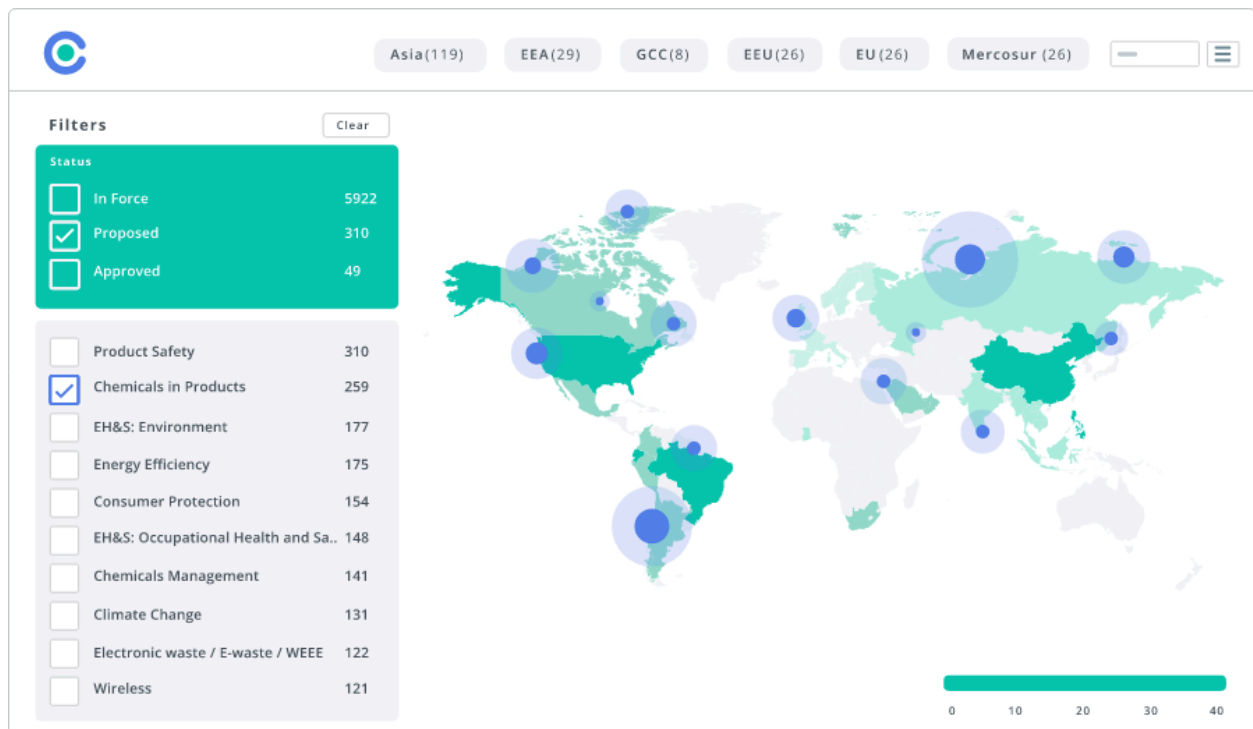 Asia(119) EEA(29) GCC(8) EEU(26) EU(26) Mercosur (26)
Filters Clear
Status
In Force 5922
Proposed 310
Approved 49
Product Safety 310
Chemicals in Products 259
EH&S: Environment 177
Energy Efficiency 175
Consumer Protection 154
EH&S: Occupational Health and Sa.. 148
Chemicals Management 141
Climate Change 131
Electronic waste / E-waste / WEEE 122
Wireless 121
0 10 20 30 40